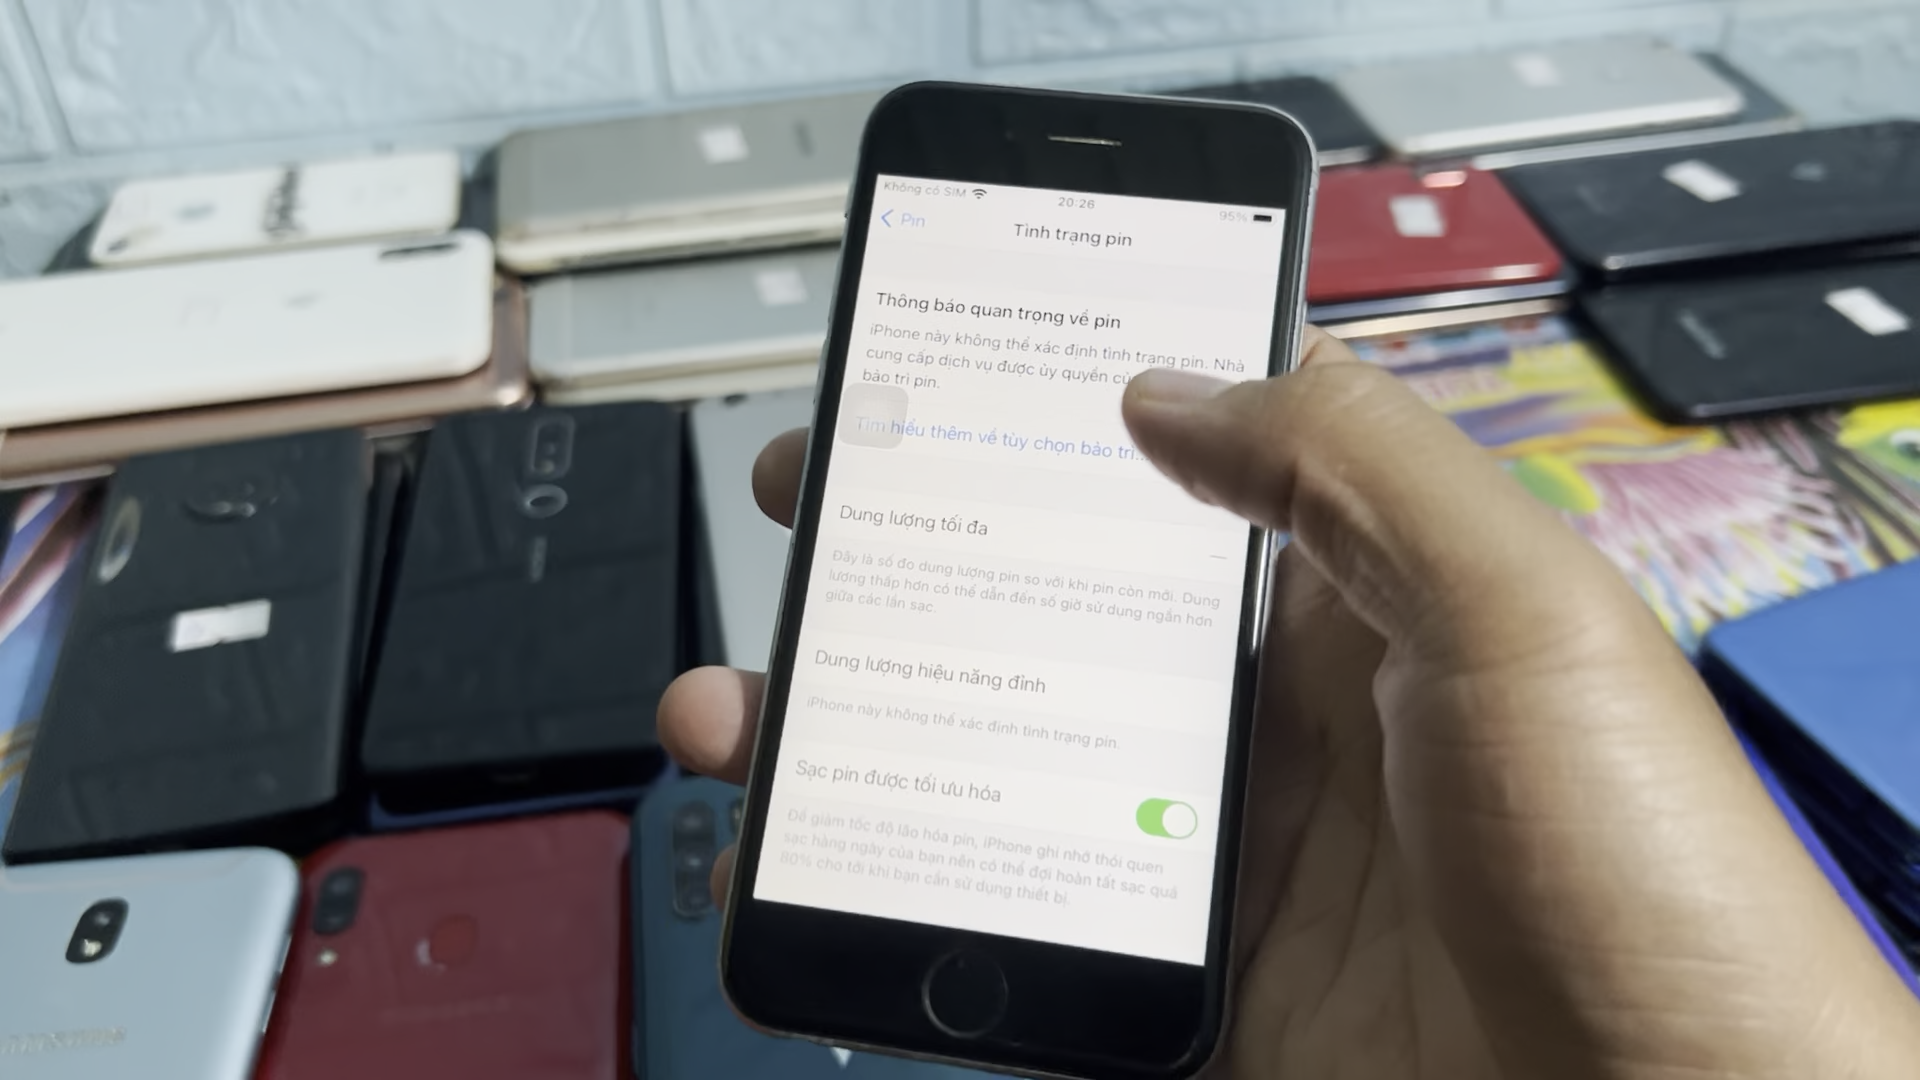 Không có SIM
20:26
95%
Pin
Tình trạng pin
Thông báo quan trọng về pin
iPhone này không thể xác định tình trạng pin. Nhà
cung cấp dịch vụ được ủy quyền củ
bảo trì pin.
Tìm hiểu thêm về tùy chọn bảo trì...
Dung lượng tối đa
—
Đây là số đo dung lượng pin so với khi pin còn mới. Dung
lượng thấp hơn có thể dẫn đến số giờ sử dụng ngắn hơn
giữa các lần sạc.
Dung lượng hiệu năng đỉnh
iPhone này không thể xác định tình trạng pin.
Sạc pin được tối ưu hóa
Để giảm tốc độ lão hóa pin, iPhone ghi nhớ thói quen
sạc hàng ngày của bạn nên có thể đợi hoàn tất sạc quá
80% cho tới khi bạn cần sử dụng thiết bị.
SAMSUNG